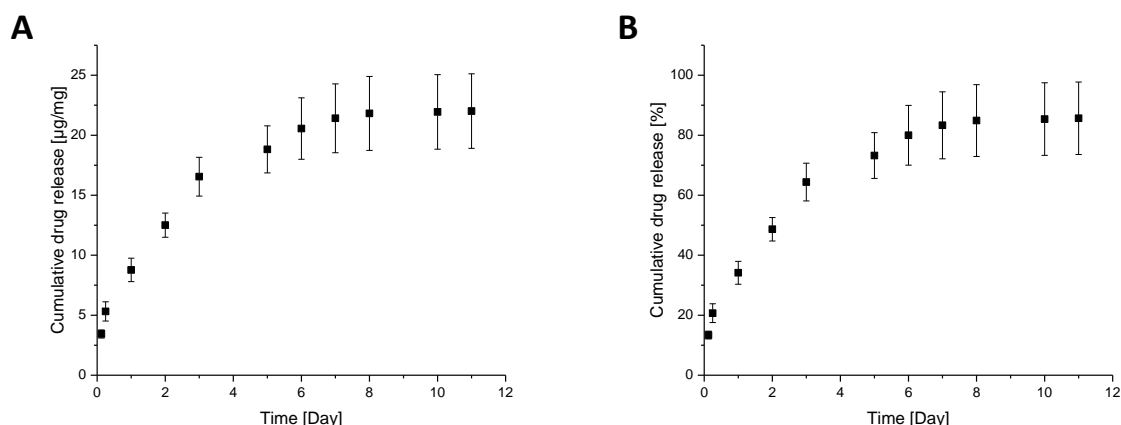 A
Cumulative drug release [µg/mg]
25
20
15
10
5
0
0 2 4 6 8 10 12
Time [Day]
B
Cumulative drug release [%]
100
80
60
40
20
0
0 2 4 6 8 10 12
Time [Day]